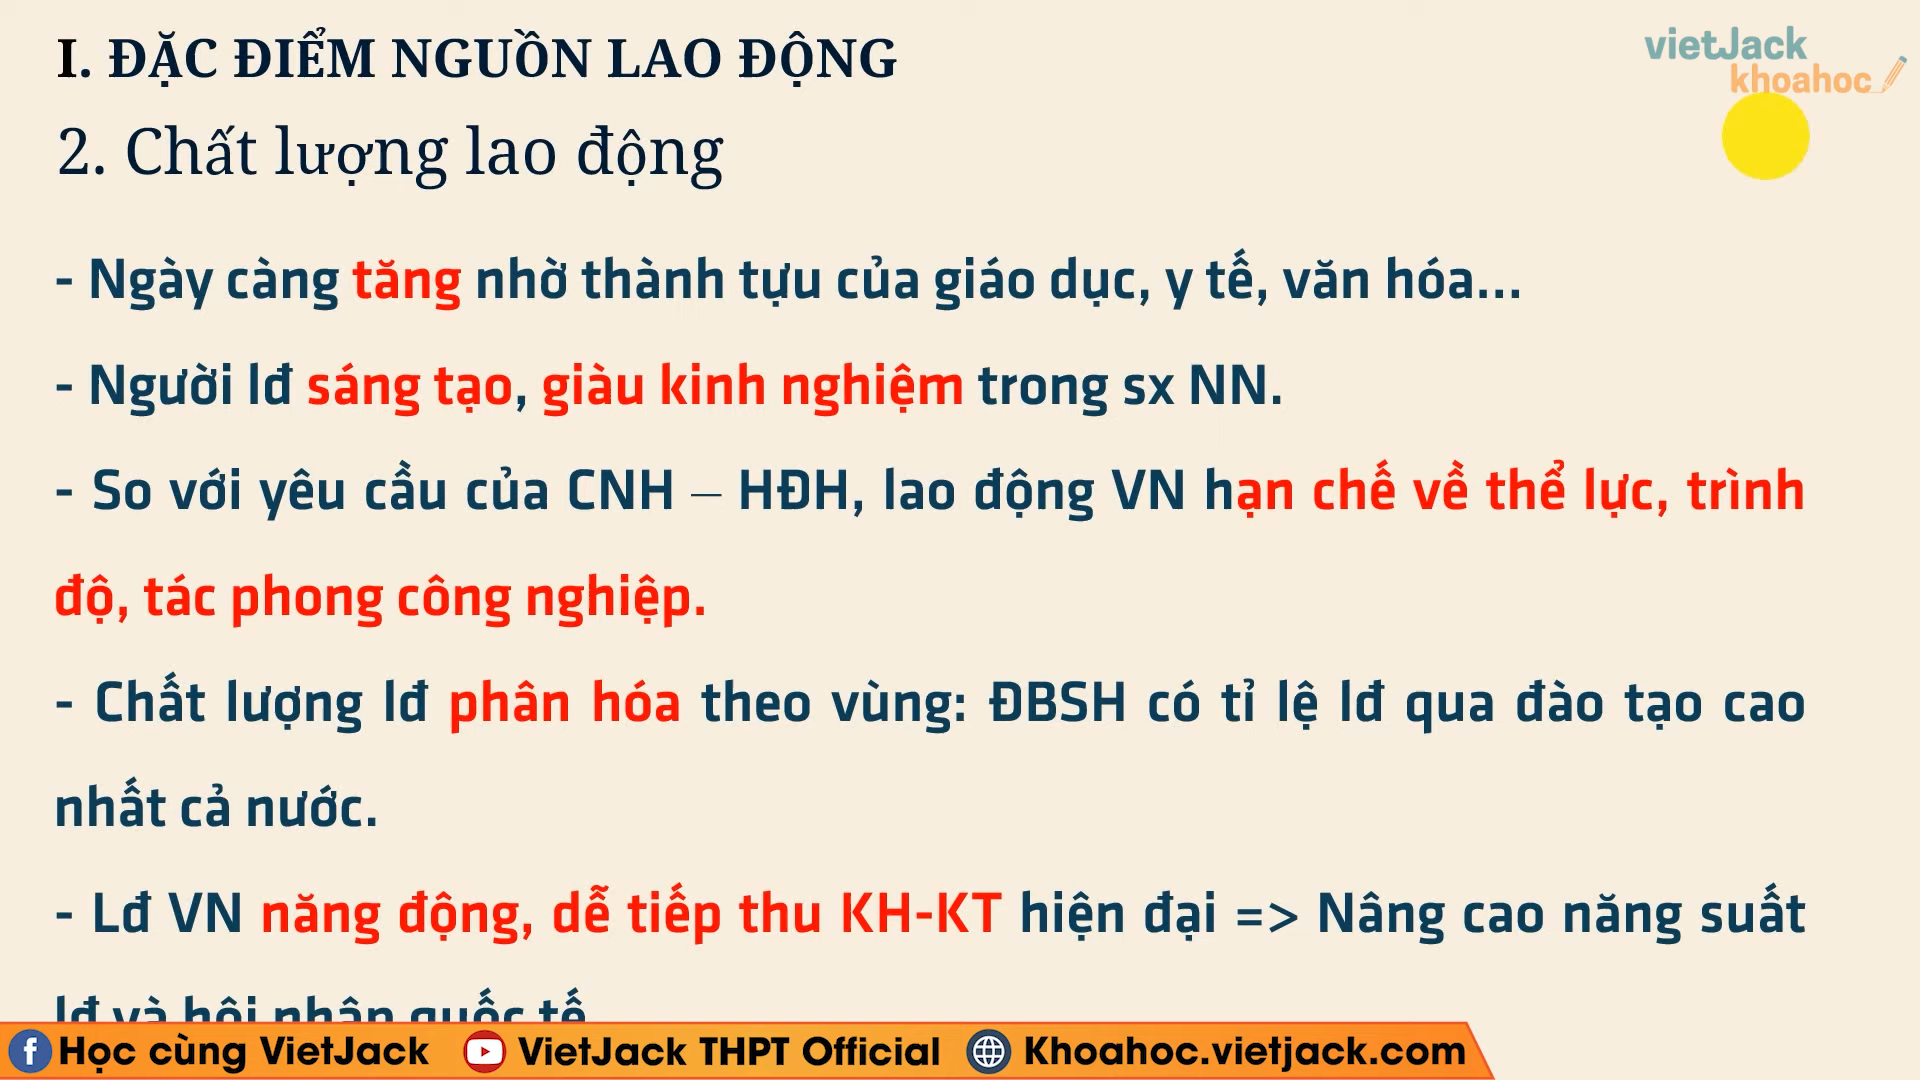 I. ĐẶC ĐIỂM NGUỒN LAO ĐỘNG
vietJack
khoahoc
2. Chất lượng lao động
- Ngày càng tăng nhờ thành tựu của giáo dục, y tế, văn hóa...
- Người lđ sáng tạo, giàu kinh nghiệm trong sx NN.
- So với yêu cầu của CNH – HĐH, lao động VN hạn chế về thể lực, trình
độ, tác phong công nghiệp.
- Chất lượng lđ phân hóa theo vùng: ĐBSH có tỉ lệ lđ qua đào tạo cao
nhất cả nước.
- Lđ VN năng động, dễ tiếp thu KH-KT hiện đại => Nâng cao năng suất
lđ và hội nhập quốc tế
Học cùng VietJack VietJack THPT Official Khoahoc.vietjack.com